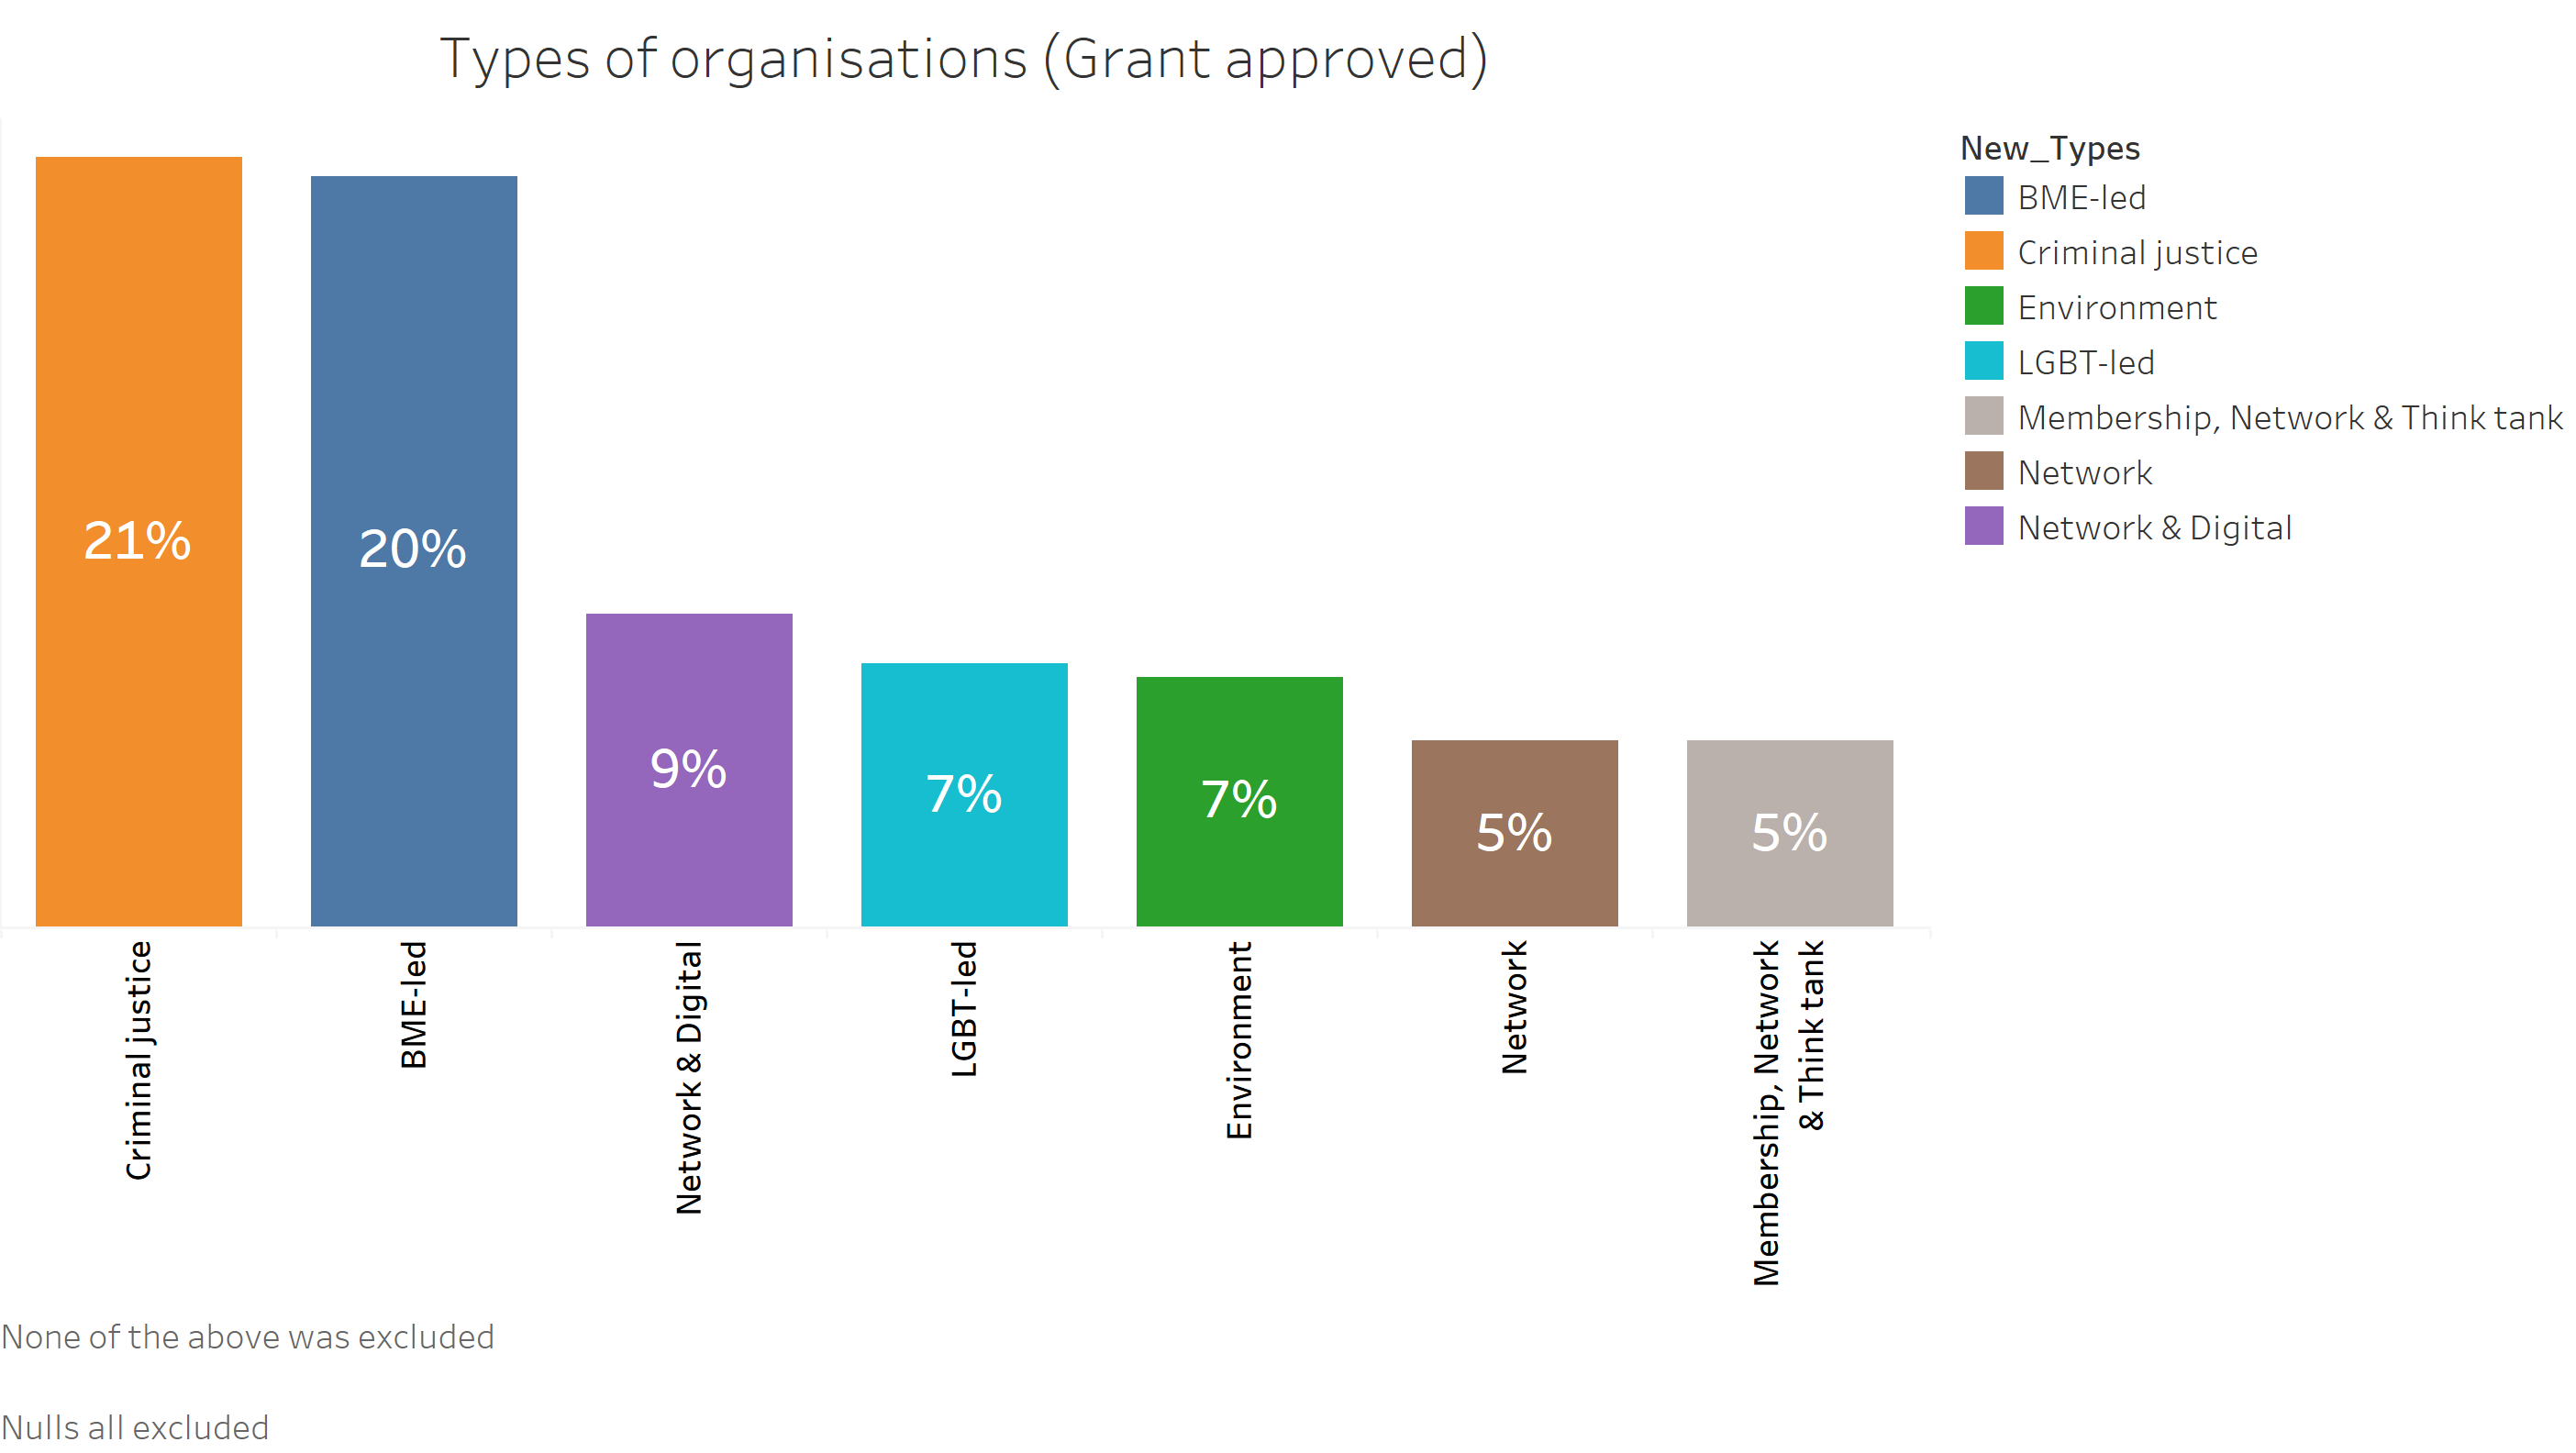 Types of organisations (Grant approved)
New_Types
BME-led
Criminal justice
Environment
LGBT-led
Membership, Network & Think tank
Network
Network & Digital
21%
20%
9%
7%
7%
5%
5%
Criminal justice
BME-led
Network & Digital
LGBT-led
Environment
Network
Membership, Network
& Think tank
None of the above was excluded
Nulls all excluded